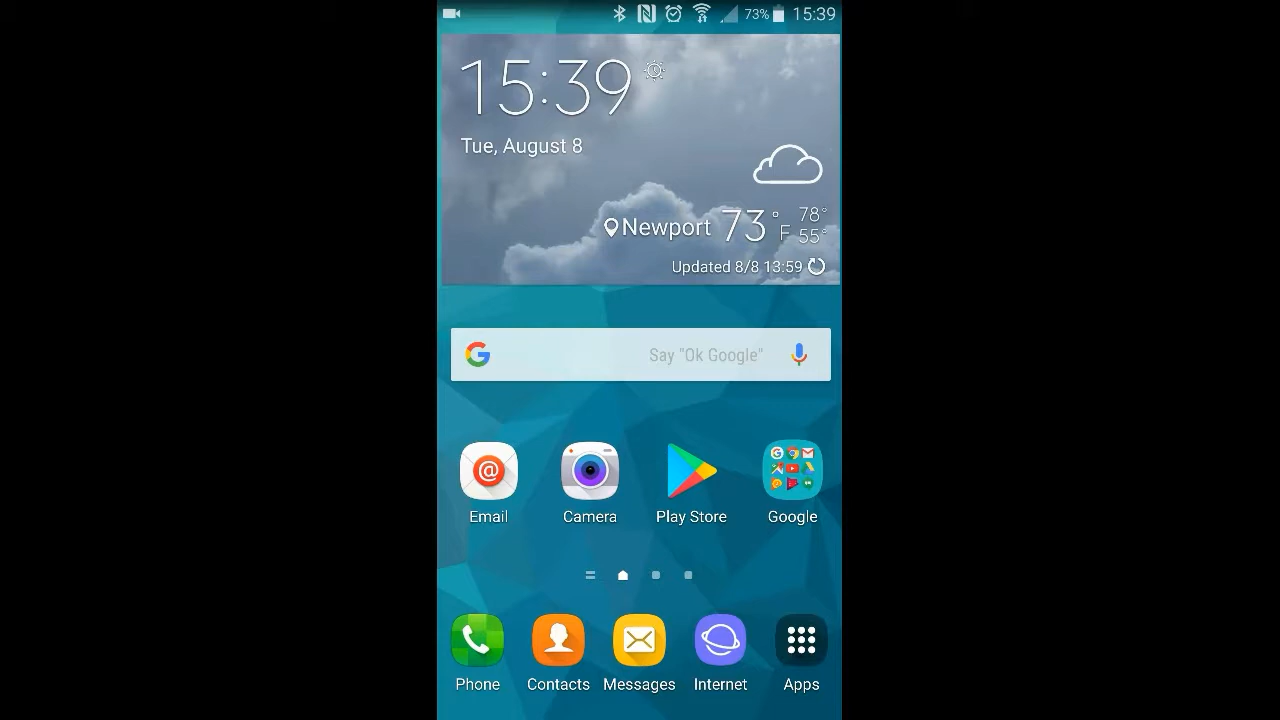 73% 15:39
15:39
Tue, August 8
Newport 73°F 78° 55°
Updated 8/8 13:59
Say "Ok Google"
Email Camera Play Store Google
Phone Contacts Messages Internet Apps